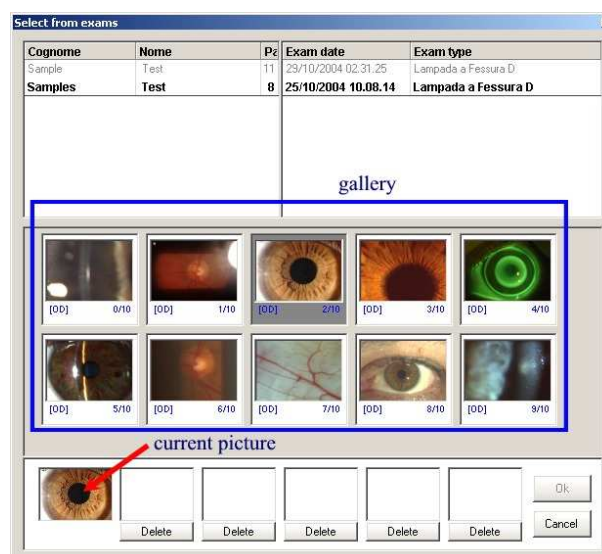 Select from exams
Cognome Nome Pa Exam date Exam type
Sample Test 11 29/10/2004 02.31.25 Lampada a Fessura D
Samples Test 8 25/10/2004 10.08.14 Lampada a Fessura D
gallery
[OD] 0/10 [OD] 1/10 [OD] 2/10 [OD] 3/10 [OD] 4/10
[OD] 5/10 [OD] 6/10 [OD] 7/10 [OD] 8/10 [OD] 9/10
current picture
Ok
Delete Delete Delete Delete Delete Cancel